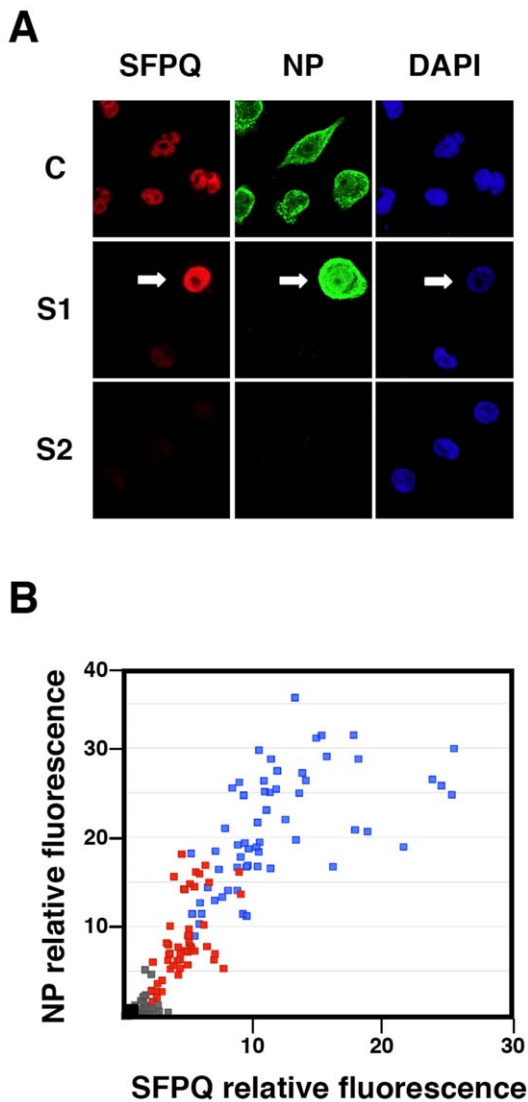 A
SFPQ NP DAPI
C
S1
S2
B
40
30
20
10
NP relative fluorescence
10 20 30
SFPQ relative fluorescence